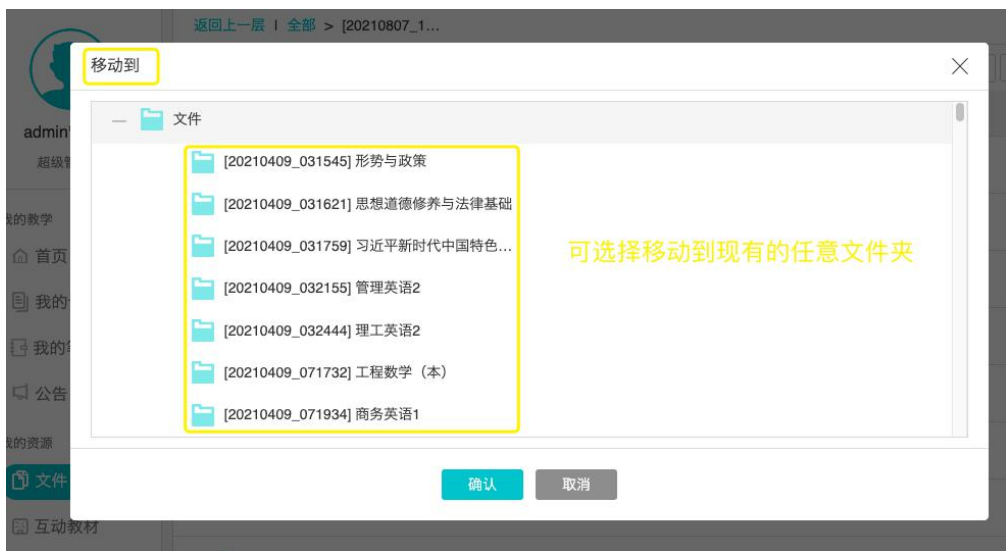 返回上一层 | 全部 > [20210807_1...
移动到
admin
超级管
文件
[20210409_031545] 形势与政策
[20210409_031621] 思想道德修养与法律基础
[20210409_031759] 习近平新时代中国特色...
[20210409_032155] 管理英语2
[20210409_032444] 理工英语2
[20210409_071732] 工程数学（本）
[20210409_071934] 商务英语1
可选择移动到现有的任意文件夹
我的教学
首页
我的
我的
公告
我的资源
文件
互动教材
确认
取消